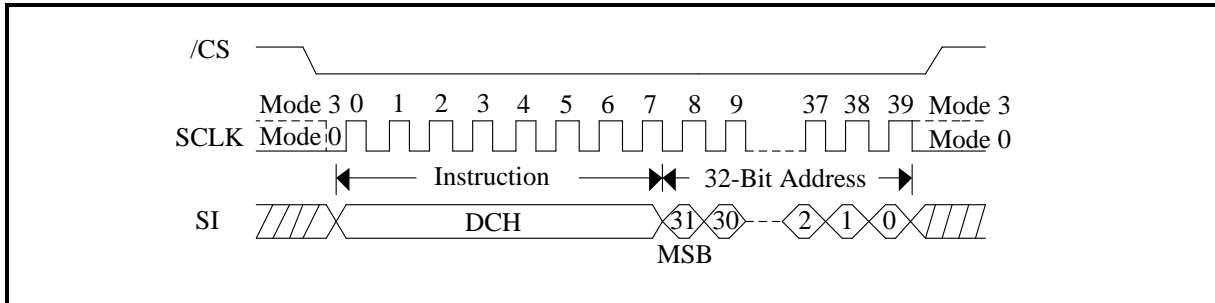 /CS
Mode 3 0 1 2 3 4 5 6 7 8 9 37 38 39 Mode 3
SCLK Mode 0 Mode 0
Instruction 32-Bit Address
SI DCH 31 30 2 1 0
MSB